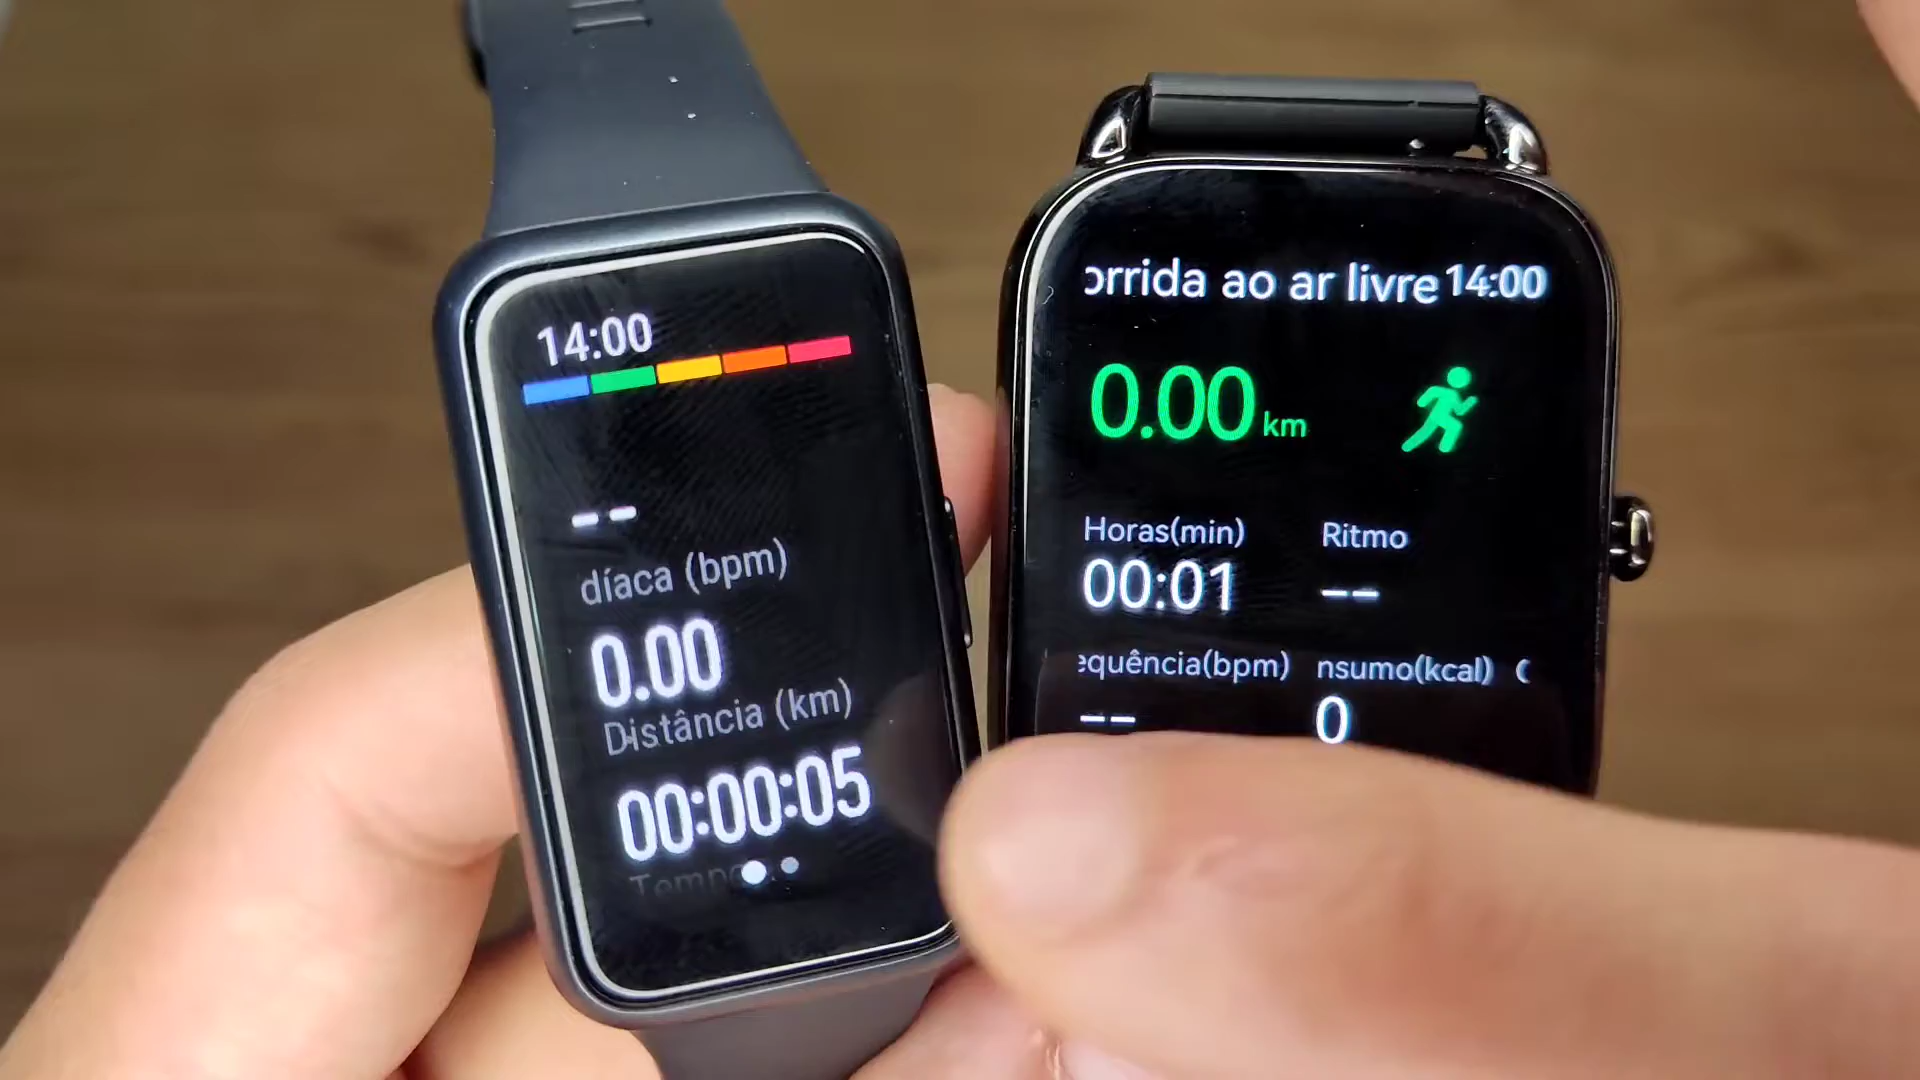 14:00
--
díaca (bpm)
0.00
Distância (km)
00:00:05
Temp
orrida ao ar livre 14:00
0.00 km
Horas(min) Ritmo
00:01 --
equência(bpm) nsumo(kcal)
-- 0